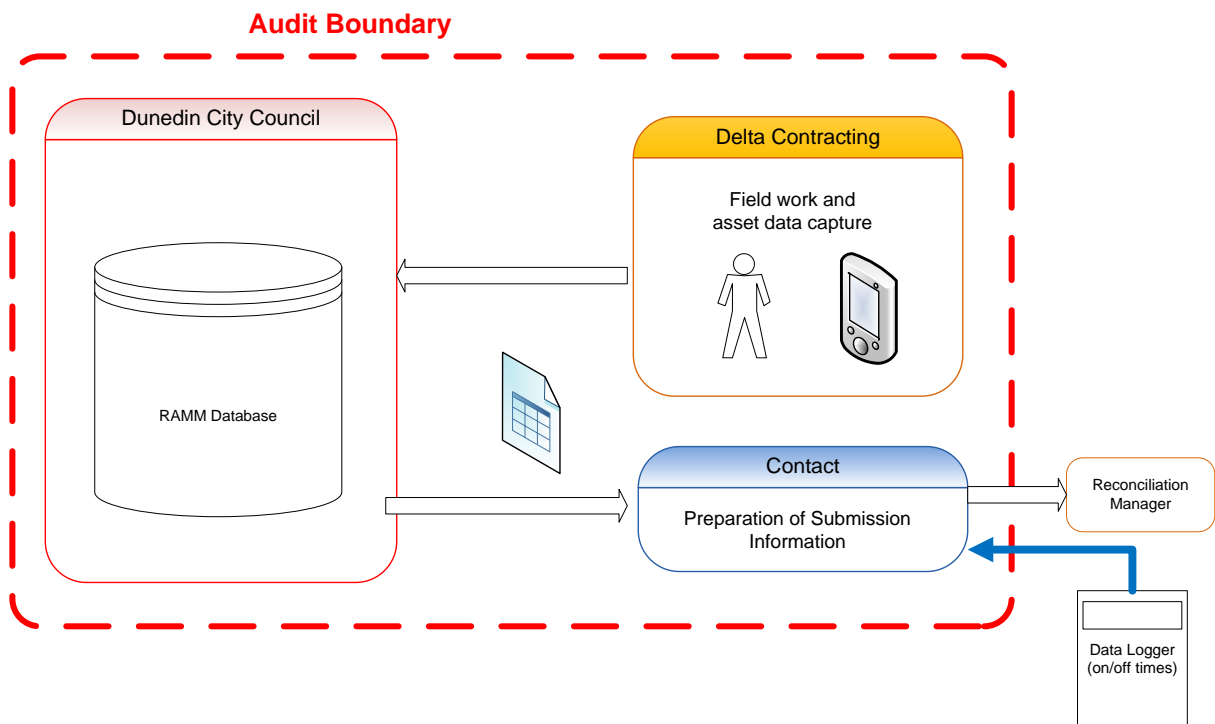 Audit Boundary
Dunedin City Council
RAMM Database
Delta Contracting
Field work and
asset data capture
Contact
Preparation of Submission
Information
Reconciliation
Manager
Data Logger
(on/off times)